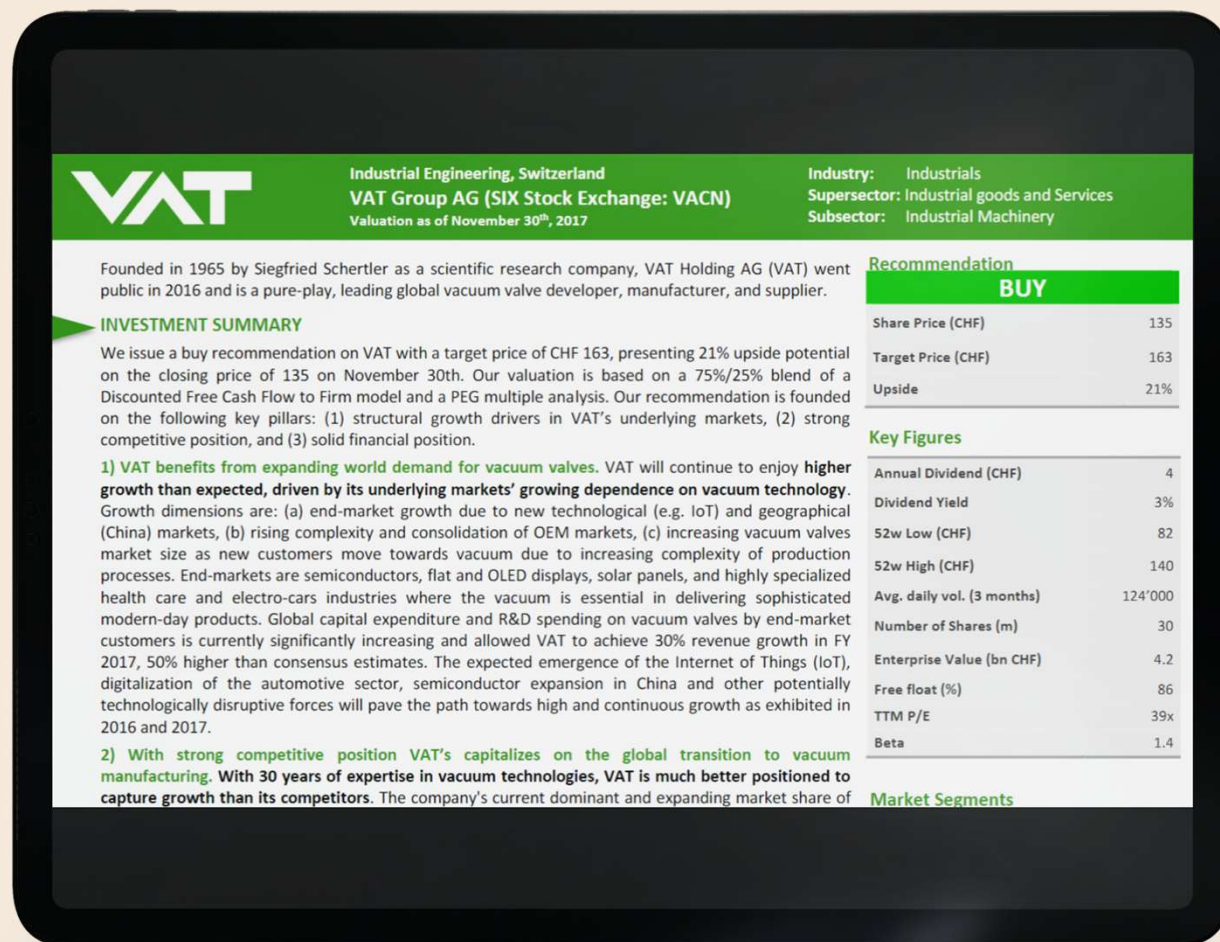 VAT
Industrial Engineering, Switzerland
VAT Group AG (SIX Stock Exchange: VACN)
Valuation as of November 30th, 2017
Industry: Industrials
Supersector: Industrial goods and Services
Subsector: Industrial Machinery
Founded in 1965 by Siegfried Schertler as a scientific research company, VAT Holding AG (VAT) went
public in 2016 and is a pure-play, leading global vacuum valve developer, manufacturer, and supplier.
INVESTMENT SUMMARY
We issue a buy recommendation on VAT with a target price of CHF 163, presenting 21% upside potential
on the closing price of 135 on November 30th. Our valuation is based on a 75%/25% blend of a
Discounted Free Cash Flow to Firm model and a PEG multiple analysis. Our recommendation is founded
on the following key pillars: (1) structural growth drivers in VAT's underlying markets, (2) strong
competitive position, and (3) solid financial position.
1) VAT benefits from expanding world demand for vacuum valves. VAT will continue to enjoy higher
growth than expected, driven by its underlying markets' growing dependence on vacuum technology.
Growth dimensions are: (a) end-market growth due to new technological (e.g. IoT) and geographical
(China) markets, (b) rising complexity and consolidation of OEM markets, (c) increasing vacuum valves
market size as new customers move towards vacuum due to increasing complexity of production
processes. End-markets are semiconductors, flat and OLED displays, solar panels, and highly specialized
health care and electro-cars industries where the vacuum is essential in delivering sophisticated
modern-day products. Global capital expenditure and R&D spending on vacuum valves by end-market
customers is currently significantly increasing and allowed VAT to achieve 30% revenue growth in FY
2017, 50% higher than consensus estimates. The expected emergence of the Internet of Things (IoT),
digitalization of the automotive sector, semiconductor expansion in China and other potentially
technologically disruptive forces will pave the path towards high and continuous growth as exhibited in
2016 and 2017.
2) With strong competitive position VAT's capitalizes on the global transition to vacuum
manufacturing. With 30 years of expertise in vacuum technologies, VAT is much better positioned to
capture growth than its competitors. The company's current dominant and expanding market share of
Recommendation
BUY
Share Price (CHF) 135
Target Price (CHF) 163
Upside 21%
Key Figures
Annual Dividend (CHF) 4
Dividend Yield 3%
52w Low (CHF) 82
52w High (CHF) 140
Avg. daily vol. (3 months) 124'000
Number of Shares (m) 30
Enterprise Value (bn CHF) 4.2
Free float (%) 86
TTM P/E 39x
Beta 1.4
Market Segments